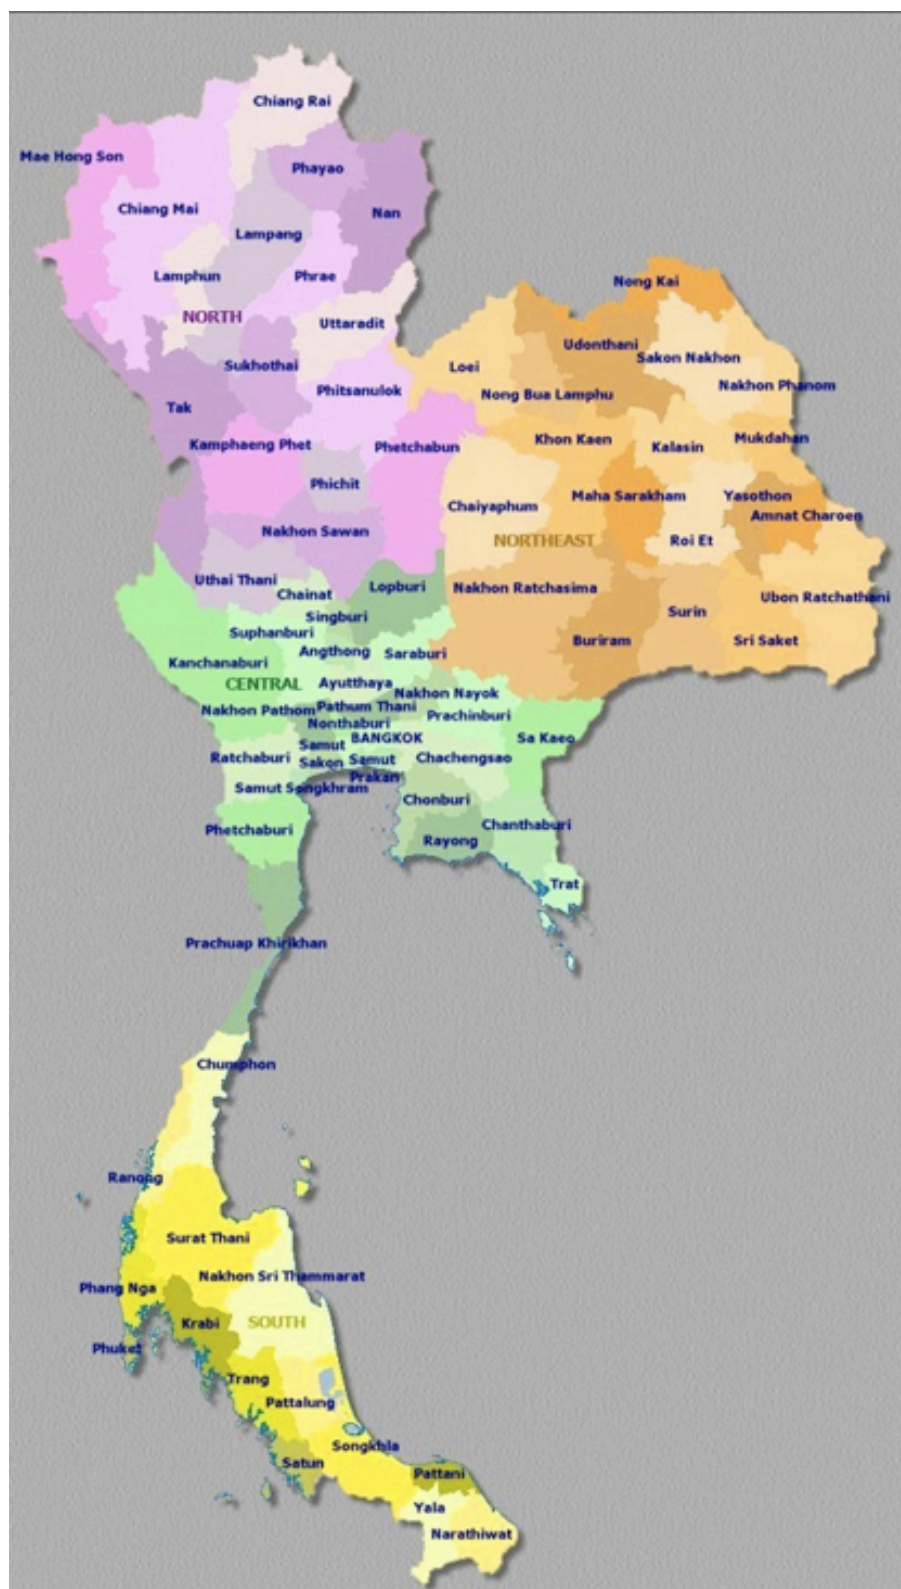 Chiang Rai
Mae Hong Son
Phayao
Chiang Mai
Nan
Lampang
Lamphun
Phrae
Nong Kai
NORTH
Uttaradit
Udonthani
Sakon Nakhon
Sukhothai
Loei
Nakhon Phanom
Phitsanulok
Nong Bua Lamphu
Tak
Khon Kaen
Mukdahan
Kamphaeng Phet
Phetchabun
Kalasin
Phichit
Maha Sarakham
Yasothon
Chaiyaphum
Amnat Charoen
Nakhon Sawan
NORTHEAST
Roi Et
Uthai Thani
Lopburi
Nakhon Ratchasima
Chainat
Ubon Ratchathani
Singburi
Surin
Suphanburi
Buriram
Sri Saket
Angthong
Saraburi
Kanchanaburi
CENTRAL
Ayutthaya
Nakhon Nayok
Nakhon Pathom
Pathum Thani
Prachinburi
Nonthaburi
BANGKOK
Sa Kaeo
Samut
Sakon
Ratchaburi
Samut
Prakan
Chachengsao
Samut Songkhram
Chonburi
Phetchaburi
Chanthaburi
Rayong
Trat
Prachuap Khirikhan
Chumphon
Ranong
Surat Thani
Nakhon Sri Thammarat
Phang Nga
Krabi
SOUTH
Phuket
Trang
Pattalung
Songkhla
Satun
Pattani
Yala
Narathiwat